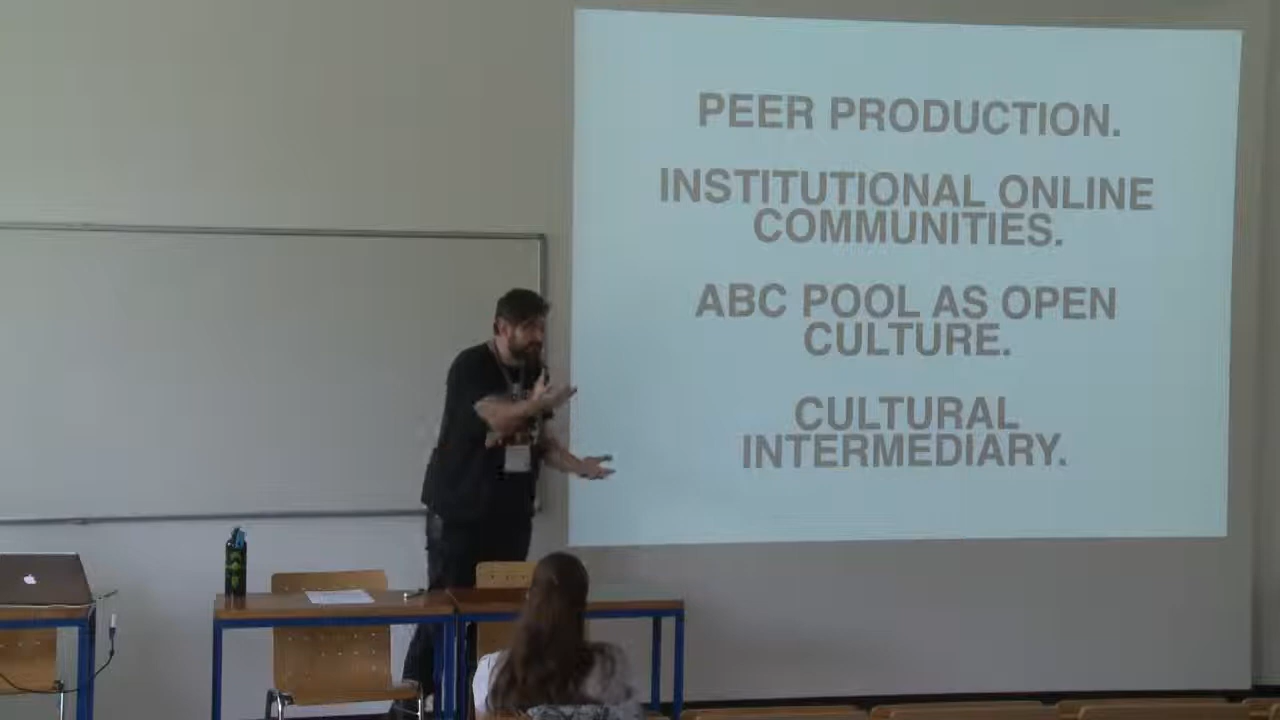 PEER PRODUCTION.
INSTITUTIONAL ONLINE
COMMUNITIES.
ABC POOL AS OPEN
CULTURE.
CULTURAL
INTERMEDIARY.